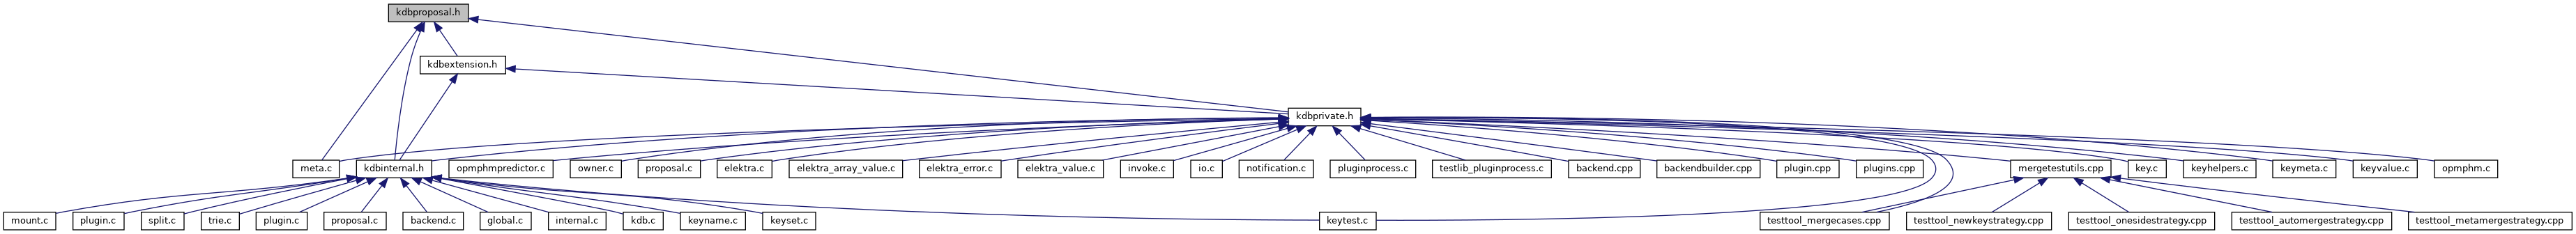 kdbproposal.h
kdbextension.h
kdbprivate.h
meta.c
kdbinternal.h
opmphmpredictor.c
owner.c
proposal.c
elektra.c
elektra_array_value.c
elektra_error.c
elektra_value.c
invoke.c
io.c
notification.c
pluginprocess.c
testlib_pluginprocess.c
backend.cpp
backendbuilder.cpp
plugin.cpp
plugins.cpp
mergetestutils.cpp
key.c
keyhelpers.c
keymeta.c
keyvalue.c
opmphm.c
mount.c
plugin.c
split.c
trie.c
plugin.c
proposal.c
backend.c
global.c
internal.c
kdb.c
keyname.c
keyset.c
keytest.c
testtool_mergecases.cpp
testtool_newkeystrategy.cpp
testtool_onesidestrategy.cpp
testtool_automergestrategy.cpp
testtool_metamergestrategy.cpp